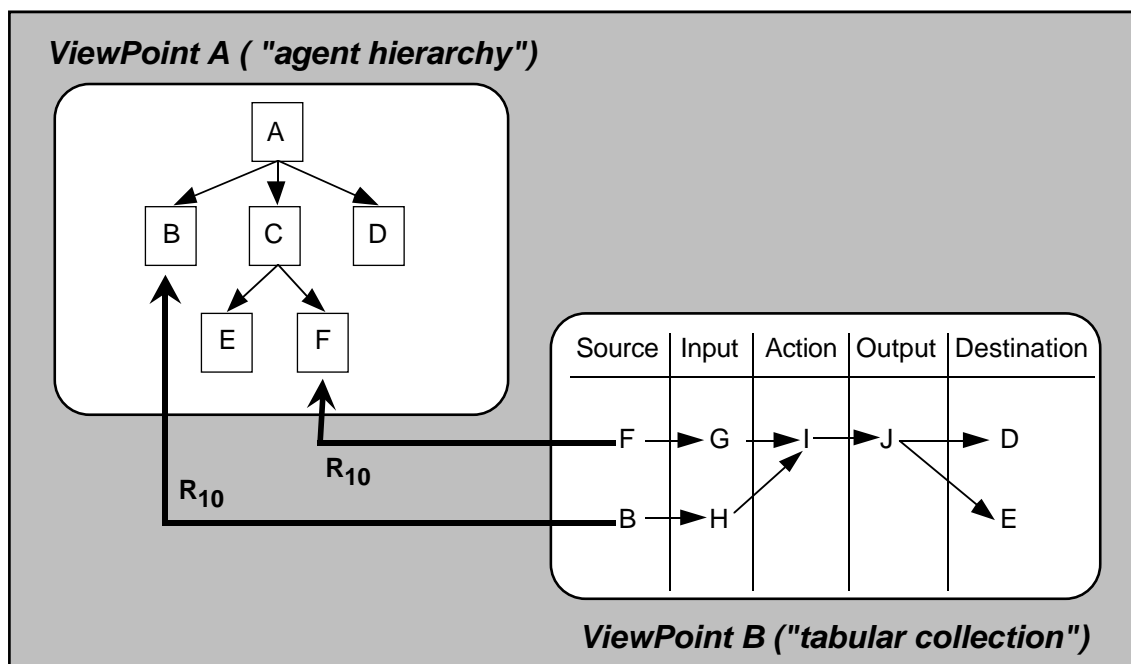 ViewPoint A ( "agent hierarchy")
A
B C D
E F
Source Input Action Output Destination
F G I J D
R10
R10
B H E
ViewPoint B ("tabular collection")